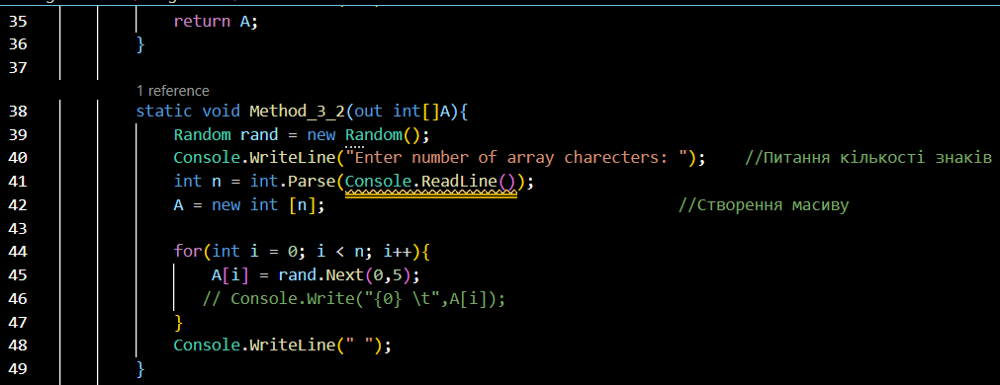 35 return A;
36 }
37
1 reference
38 static void Method_3_2(out int[]A){
39 Random rand = new Random();
40 Console.WriteLine("Enter number of array charecters: "); //Питання кількості знаків
41 int n = int.Parse(Console.ReadLine());
42 A = new int [n]; //Створення масиву
43
44 for(int i = 0; i < n; i++){
45 A[i] = rand.Next(0,5);
46 // Console.Write("{0} \t",A[i]);
47 }
48 Console.WriteLine(" ");
49 }